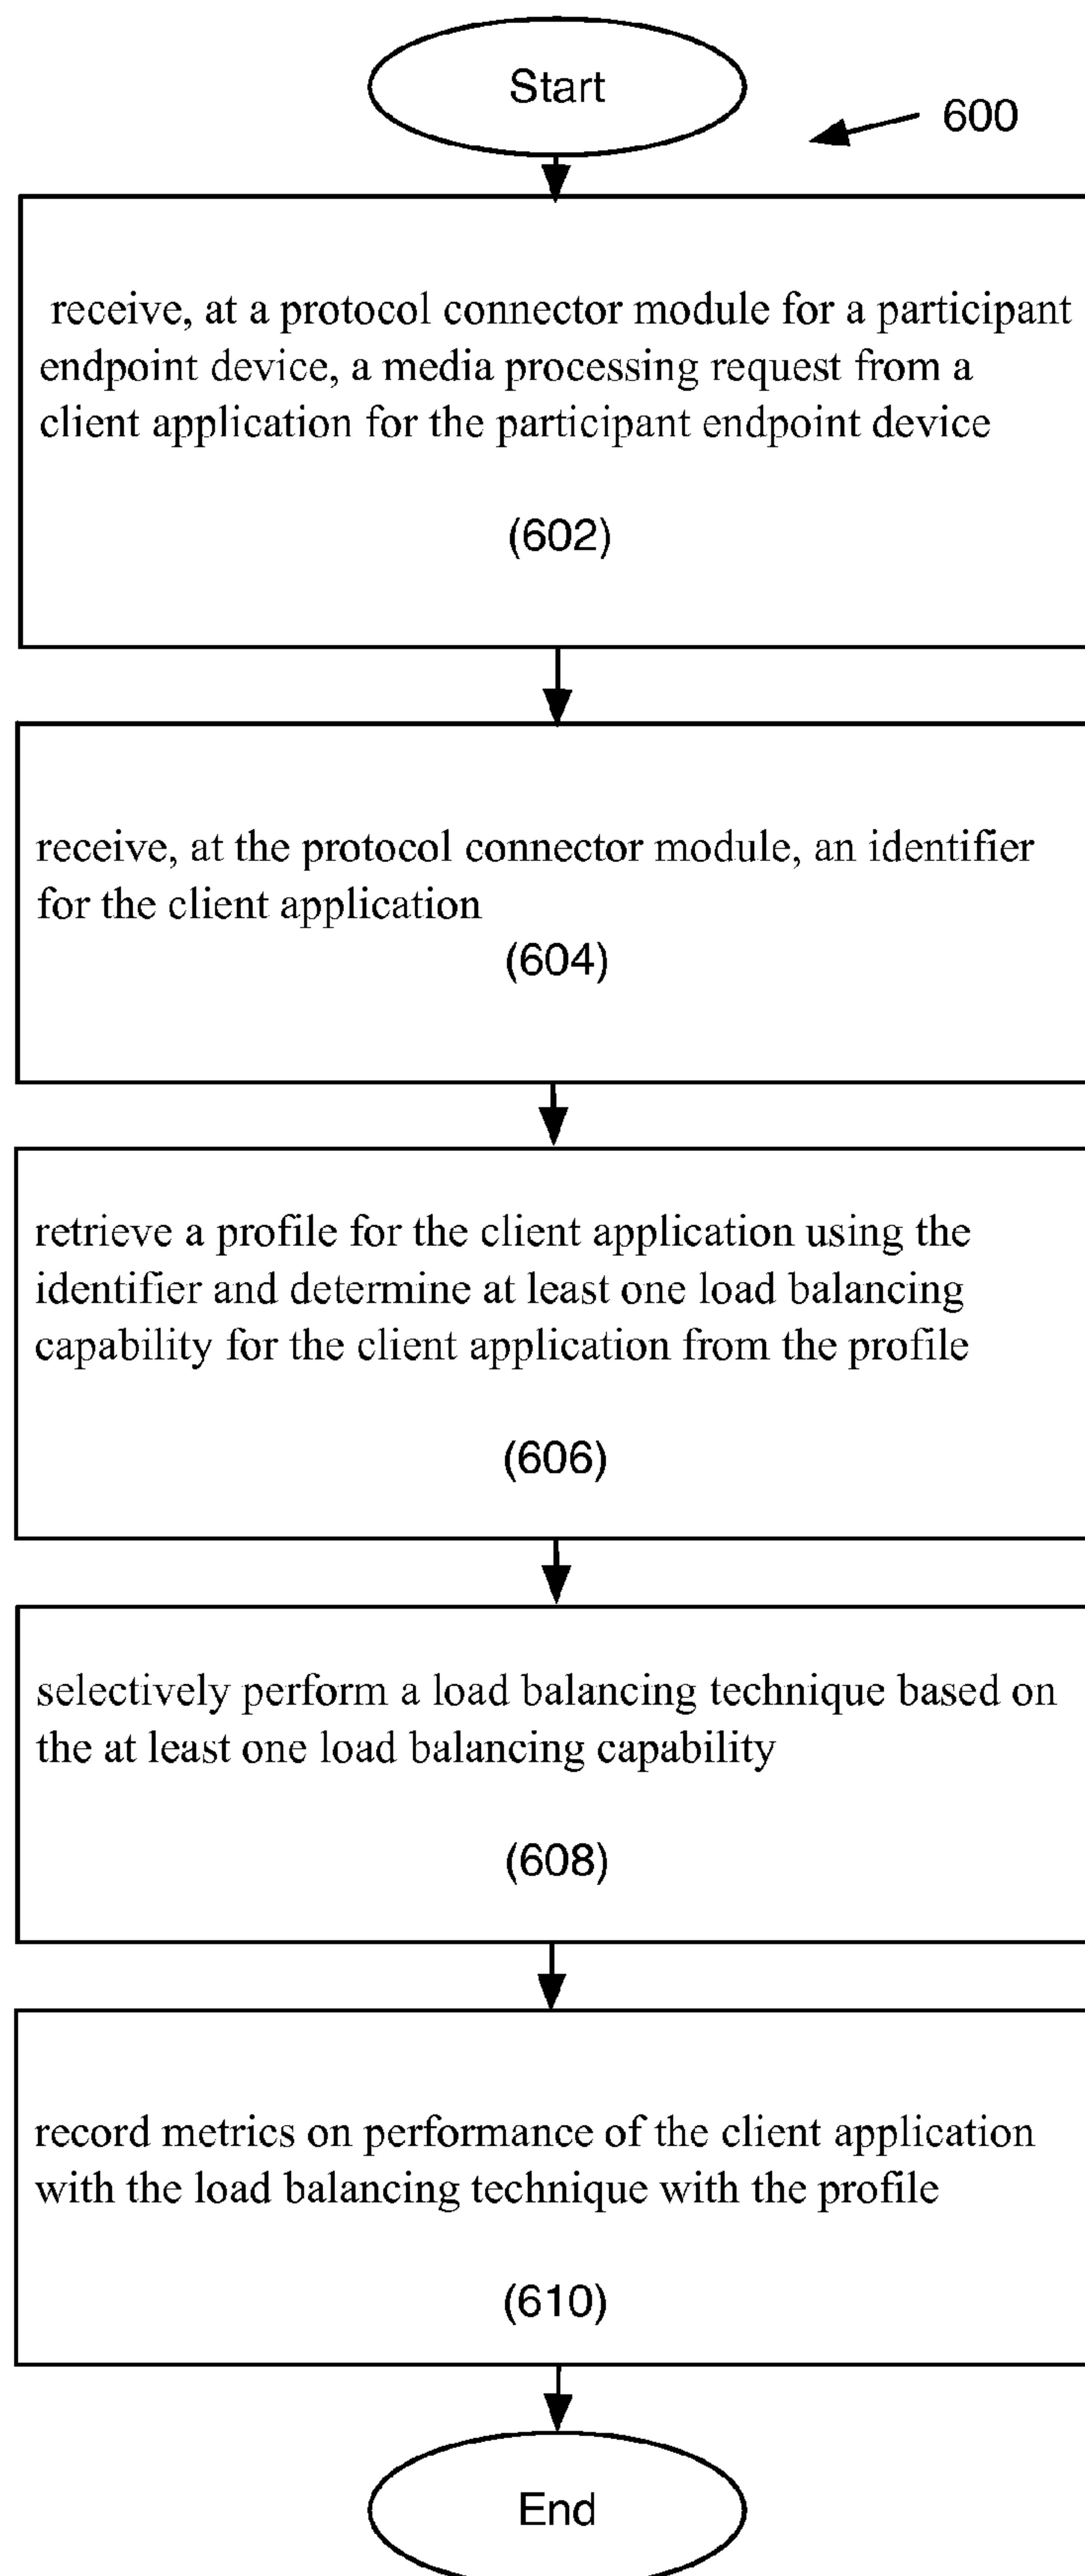 Start
600
receive, at a protocol connector module for a participant
endpoint device, a media processing request from a
client application for the participant endpoint device
(602)
receive, at the protocol connector module, an identifier
for the client application
(604)
retrieve a profile for the client application using the
identifier and determine at least one load balancing
capability for the client application from the profile
(606)
selectively perform a load balancing technique based on
the at least one load balancing capability
(608)
record metrics on performance of the client application
with the load balancing technique with the profile
(610)
End